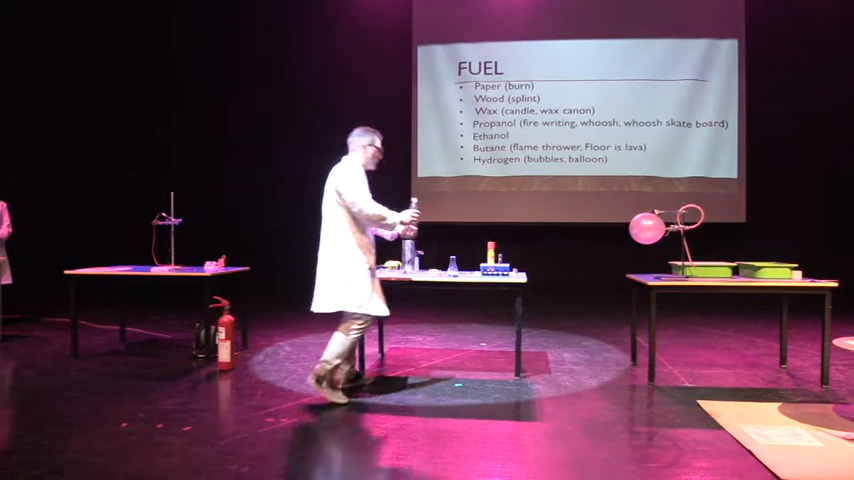 FUEL
• Paper (burn)
• Wood (splint)
• Wax (candle, wax canon)
• Propanol (fire writing, Whoosh, Whoosh skate board)
• Ethanol
• Butane (flame thrower, Floor is lava)
• Hydrogen (bubbles, balloon)